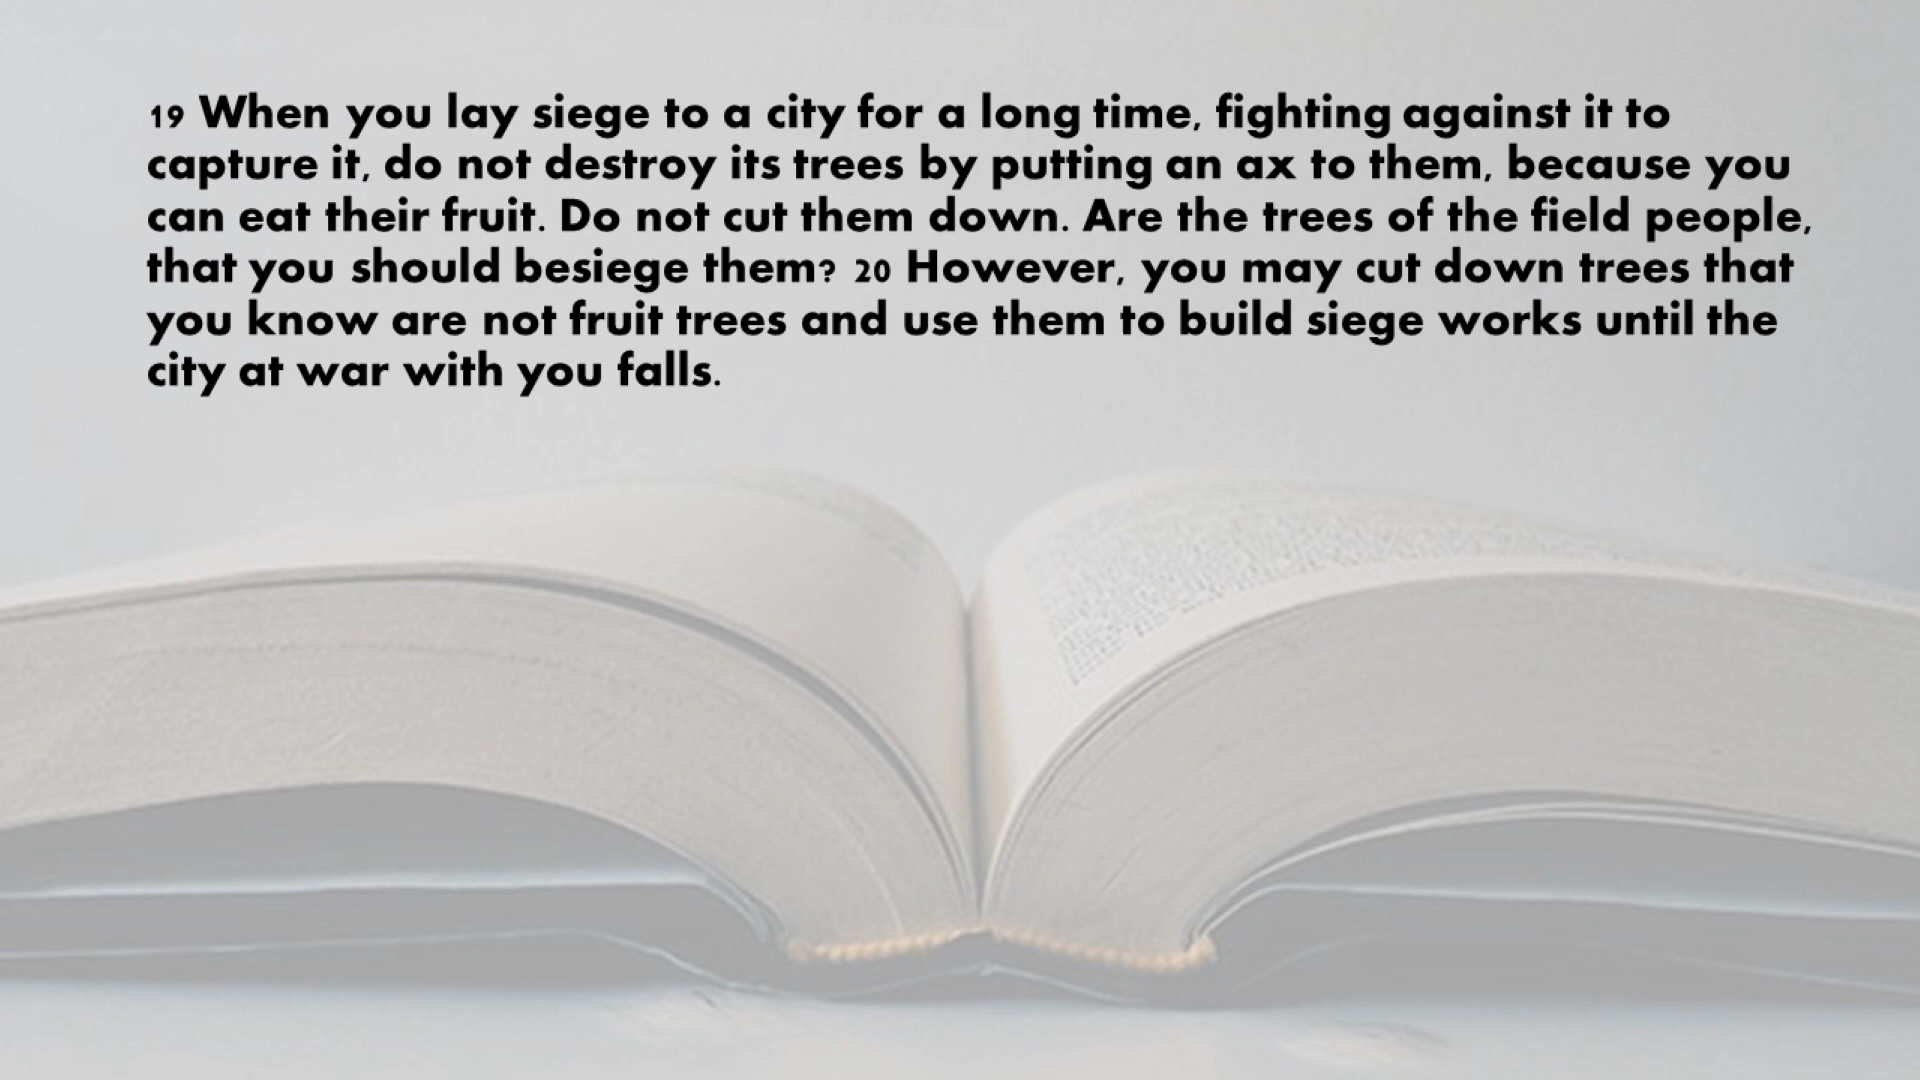 19 When you lay siege to a city for a long time, fighting against it to
capture it, do not destroy its trees by putting an ax to them, because you
can eat their fruit. Do not cut them down. Are the trees of the field people,
that you should besiege them? 20 However, you may cut down trees that
you know are not fruit trees and use them to build siege works until the
city at war with you falls.